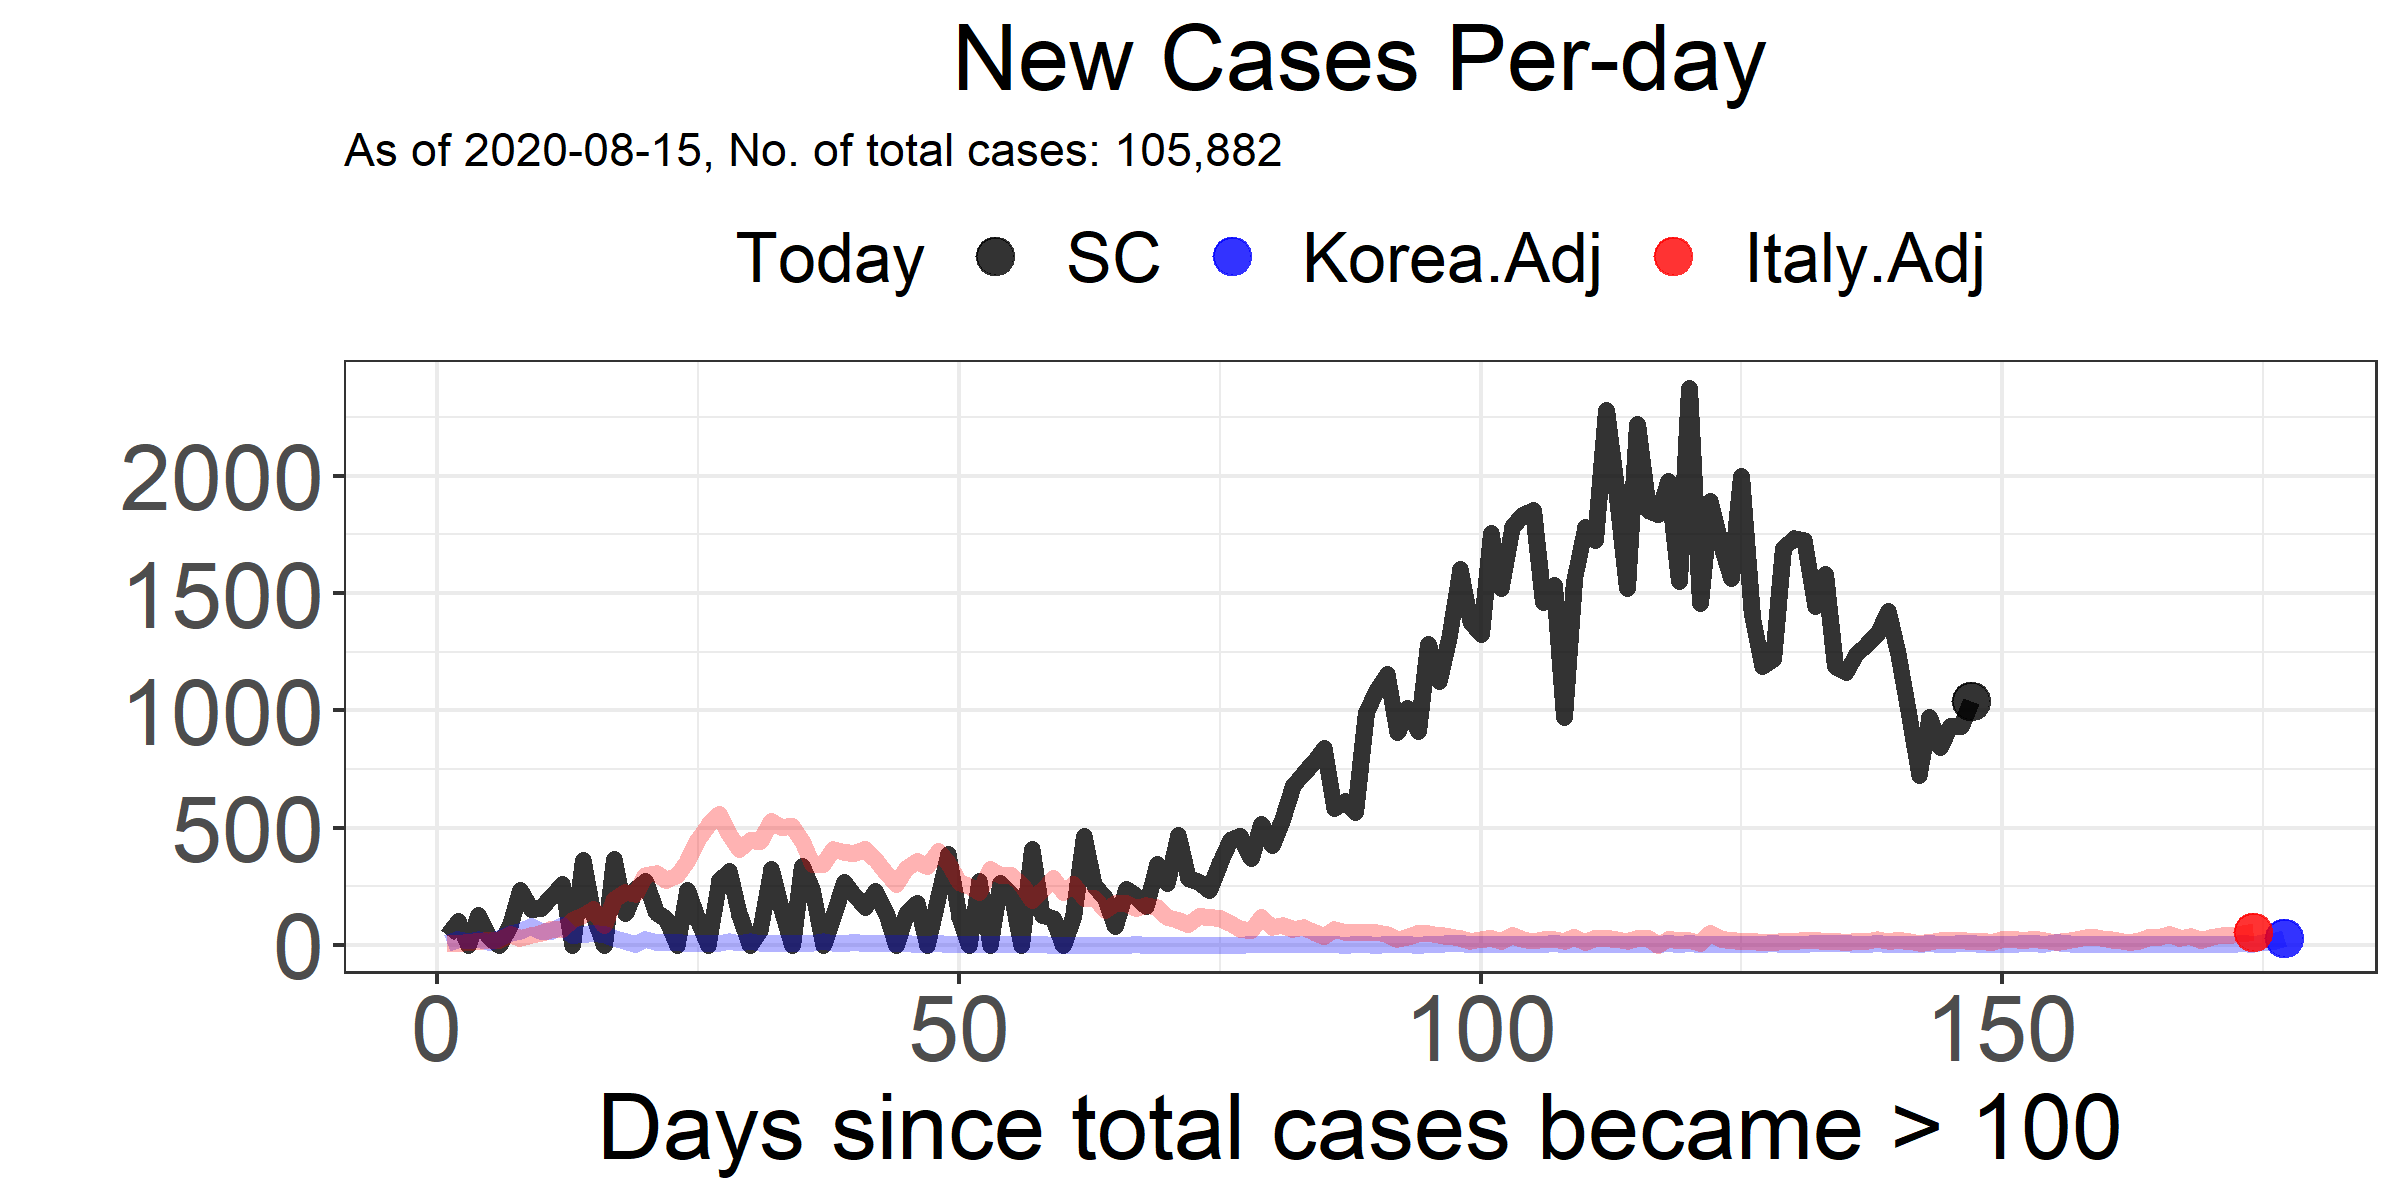 New Cases Per-day
As of 2020-08-15, No. of total cases: 105,882
Today SC Korea.Adj Italy.Adj
2000
1500
1000
500
0
0 50 100 150
Days since total cases became > 100